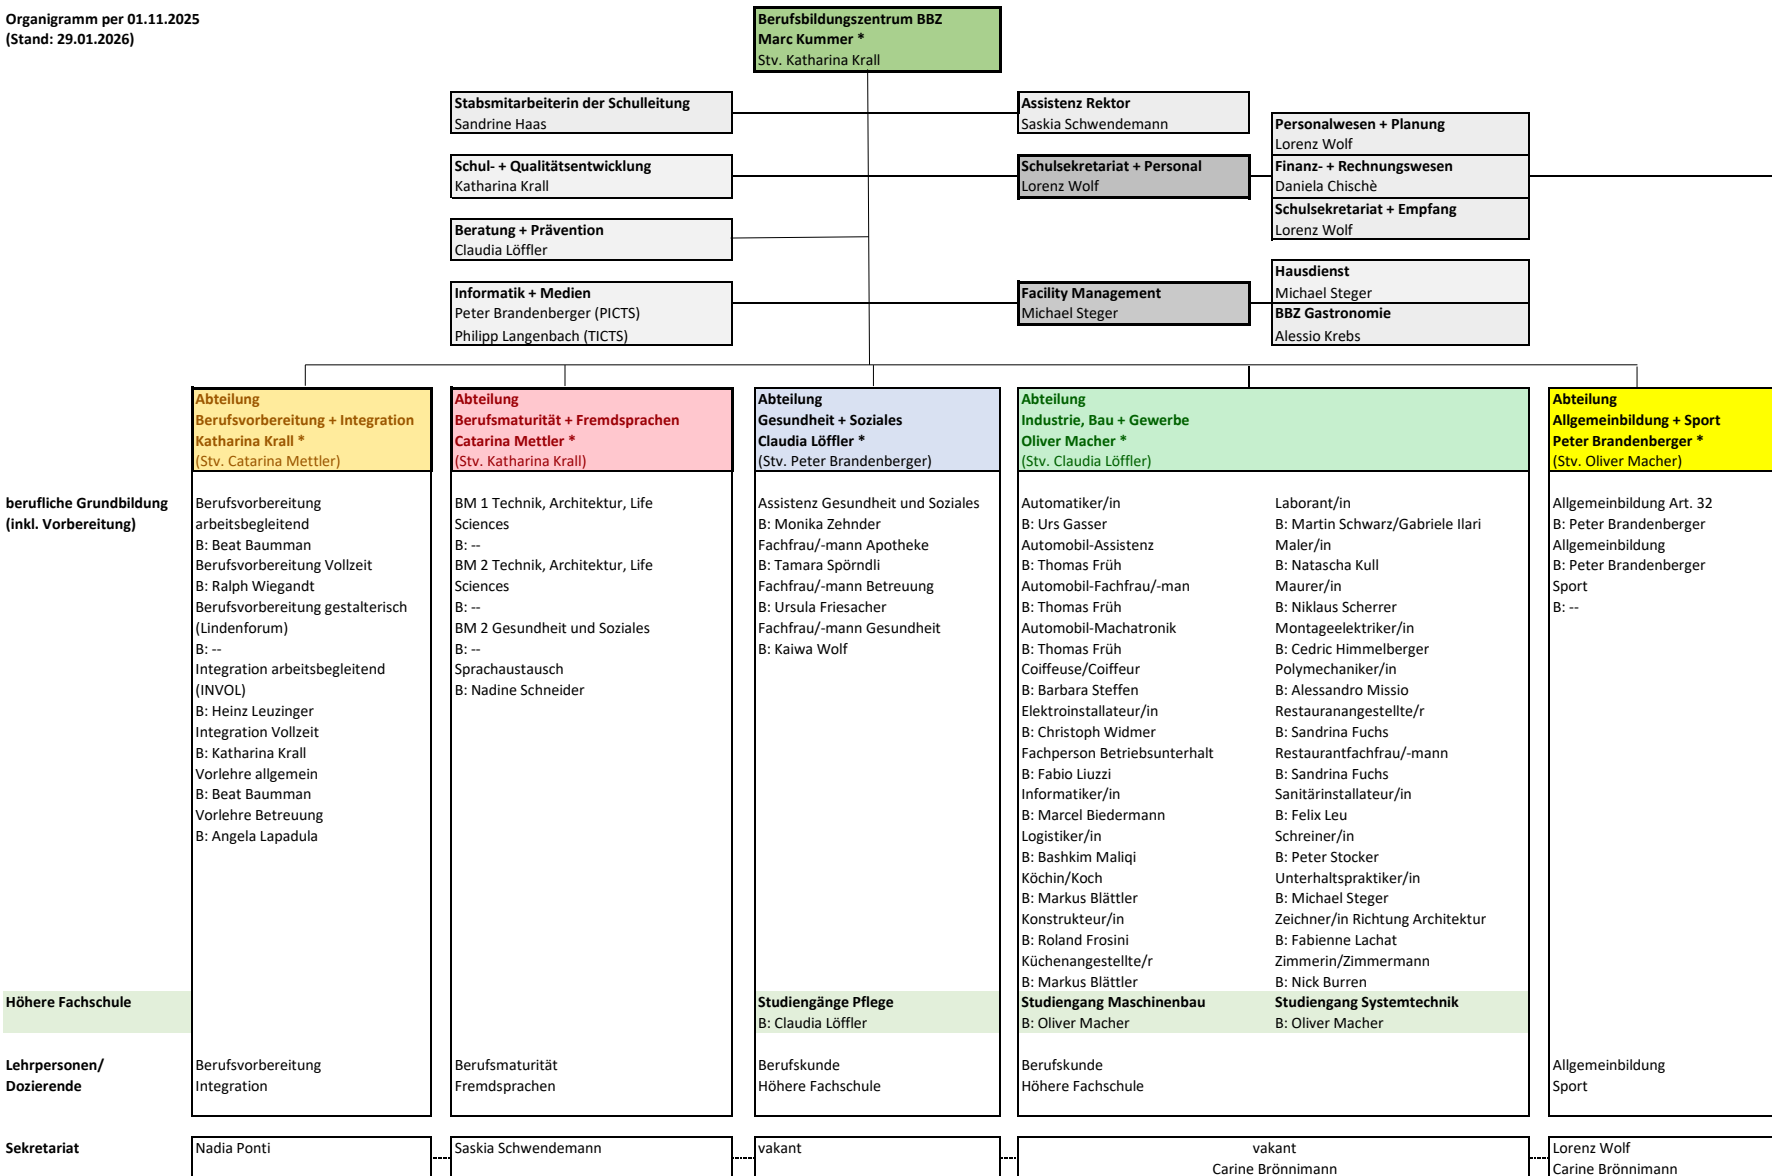 Organigramm per 01.11.2025
(Stand: 29.01.2026)
Berufsbildungszentrum BBZ
Marc Kummer *
Stv. Katharina Krall
Stabsmitarbeiterin der Schulleitung
Sandrine Haas
Assistenz Rektor
Saskia Schwendemann
Schul- + Qualitätsentwicklung
Katharina Krall
Schulsekretariat + Personal
Lorenz Wolf
Personalwesen + Planung
Lorenz Wolf
Finanz- + Rechnungswesen
Daniela Chischè
Schulsekretariat + Empfang
Lorenz Wolf
Beratung + Prävention
Claudia Löffler
Informatik + Medien
Peter Brandenberger (PICTS)
Philipp Langenbach (TICTS)
Facility Management
Michael Steger
Hausdienst
Michael Steger
BBZ Gastronomie
Alessio Krebs
Abteilung
Berufsvorbereitung + Integration
Katharina Krall *
(Stv. Catarina Mettler)
Abteilung
Berufsmaturität + Fremdsprachen
Catarina Mettler *
(Stv. Katharina Krall)
Abteilung
Gesundheit + Soziales
Claudia Löffler *
(Stv. Peter Brandenberger)
Abteilung
Industrie, Bau + Gewerbe
Oliver Macher *
(Stv. Claudia Löffler)
Abteilung
Allgemeinbildung + Sport
Peter Brandenberger *
(Stv. Oliver Macher)
berufliche Grundbildung
(inkl. Vorbereitung)
Berufsvorbereitung
arbeitsbegleitend
B: Beat Baumman
Berufsvorbereitung Vollzeit
B: Ralph Wiegandt
Berufsvorbereitung gestalterisch
(Lindenforum)
B: --
Integration arbeitsbegleitend
(INVOL)
B: Heinz Leuzinger
Integration Vollzeit
B: Katharina Krall
Vorlehre allgemein
B: Beat Baumman
Vorlehre Betreuung
B: Angela Lapadula
BM 1 Technik, Architektur, Life
Sciences
B: --
BM 2 Technik, Architektur, Life
Sciences
B: --
BM 2 Gesundheit und Soziales
B: --
Sprachaustausch
B: Nadine Schneider
Assistenz Gesundheit und Soziales
B: Monika Zehnder
Fachfrau/-mann Apotheke
B: Tamara Spörndli
Fachfrau/-mann Betreuung
B: Ursula Friesacher
Fachfrau/-mann Gesundheit
B: Kaiwa Wolf
Automatiker/in
B: Urs Gasser
Automobil-Assistenz
B: Thomas Früh
Automobil-Fachfrau/-man
B: Thomas Früh
Automobil-Machatronik
B: Thomas Früh
Coiffeuse/Coiffeur
B: Barbara Steffen
Elektroinstallateur/in
B: Christoph Widmer
Fachperson Betriebsunterhalt
B: Fabio Liuzzi
Informatiker/in
B: Marcel Biedermann
Logistiker/in
B: Bashkim Maliqi
Köchin/Koch
B: Markus Blättler
Konstrukteur/in
B: Roland Frosini
Küchenangestellte/r
B: Markus Blättler
Laborant/in
B: Martin Schwarz/Gabriele Ilari
Maler/in
B: Natascha Kull
Maurer/in
B: Niklaus Scherrer
Montageelektriker/in
B: Cedric Himmelberger
Polymechaniker/in
B: Alessandro Missio
Restauranangestellte/r
B: Sandrina Fuchs
Restaurantfachfrau/-mann
B: Sandrina Fuchs
Sanitärinstallateur/in
B: Felix Leu
Schreiner/in
B: Peter Stocker
Unterhaltspraktiker/in
B: Michael Steger
Zeichner/in Richtung Architektur
B: Fabienne Lachat
Zimmerin/Zimmermann
B: Nick Burren
Allgemeinbildung Art. 32
B: Peter Brandenberger
Allgemeinbildung
B: Peter Brandenberger
Sport
B: --
Höhere Fachschule
Studiengänge Pflege
B: Claudia Löffler
Studiengang Maschinenbau
B: Oliver Macher
Studiengang Systemtechnik
B: Oliver Macher
Lehrpersonen/
Dozierende
Berufsvorbereitung
Integration
Berufsmaturität
Fremdsprachen
Berufskunde
Höhere Fachschule
Berufskunde
Höhere Fachschule
Allgemeinbildung
Sport
Sekretariat
Nadia Ponti
Saskia Schwendemann
vakant
vakant
Carine Brönnimann
Lorenz Wolf
Carine Brönnimann